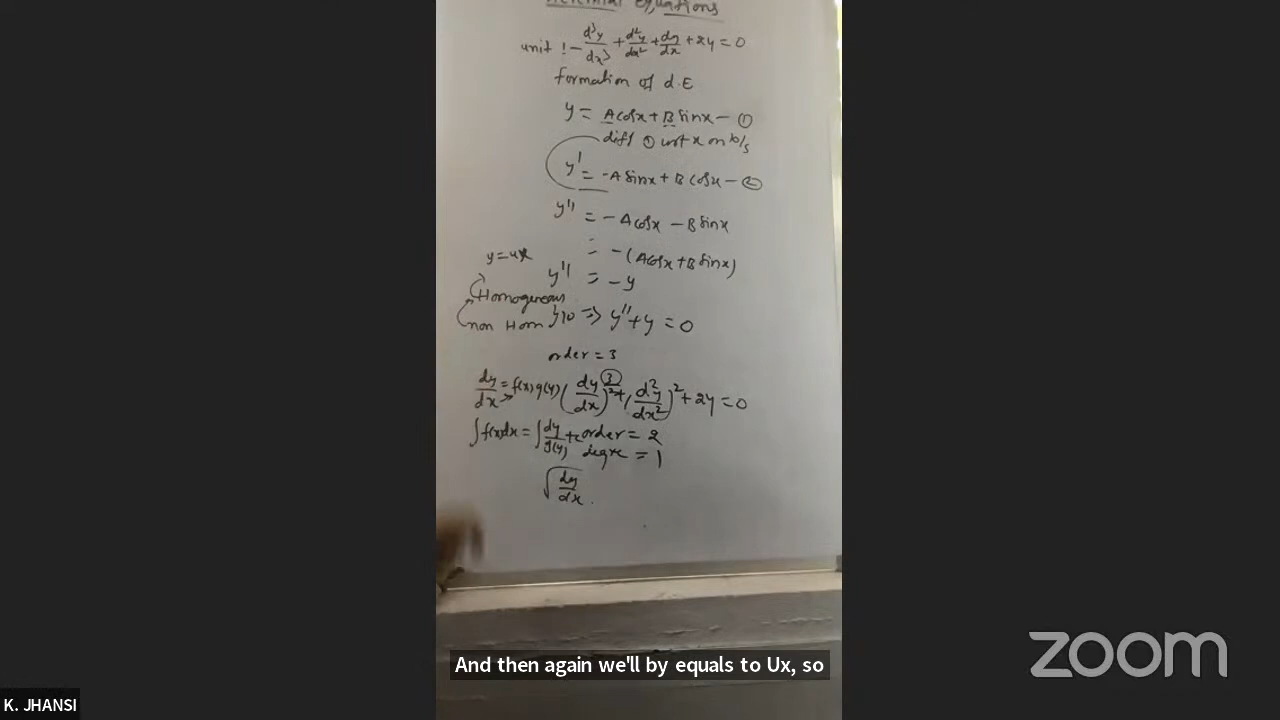 Differential Equations
unit :- d³y/dx³ + d²y/dx² + dy/dx + 2y = 0
formation of d.E
y = A cosx + B sinx - ①
diff ① wrt x on b/s
y' = -A sinx + B cosx - ②
y'' = -A cosx - B sinx
= -(A cosx + B sinx)
y = ux
y'' = -y
Homogeneous
non Hom
⇒ y'' + y = 0
order = 3
dy/dx = f(x) g(y)
(dy/dx) + (d²y/dx²)² + 2y = 0
∫f(x)dx = ∫dy/g(y) + c
order = 2
degree = 1
√dy/dx
And then again we'll by equals to Ux, so
zoom
K. JHANSI